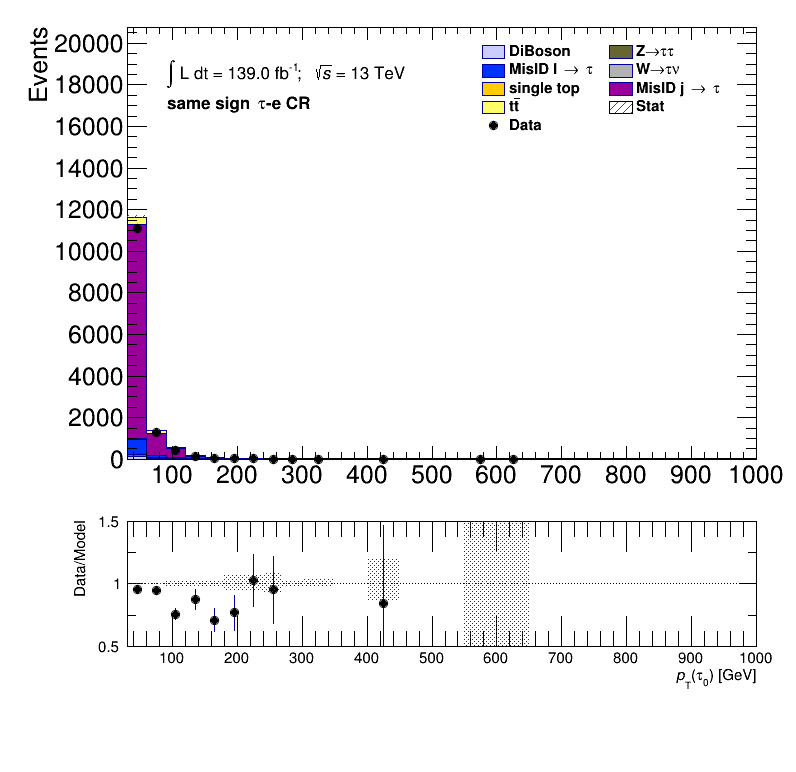 Events
20000
18000
16000
14000
12000
10000
8000
6000
4000
2000
0
∫ L dt = 139.0 fb⁻¹; √s = 13 TeV
same sign τ-e CR
DiBoson
MisID l → τ
single top
tt̄
Data
Z→ττ
W→τν
MisID j → τ
Stat
100 200 300 400 500 600 700 800 900 1000
Data/Model
1.5
1
0.5
100 200 300 400 500 600 700 800 900 1000
p_T(τ₀) [GeV]